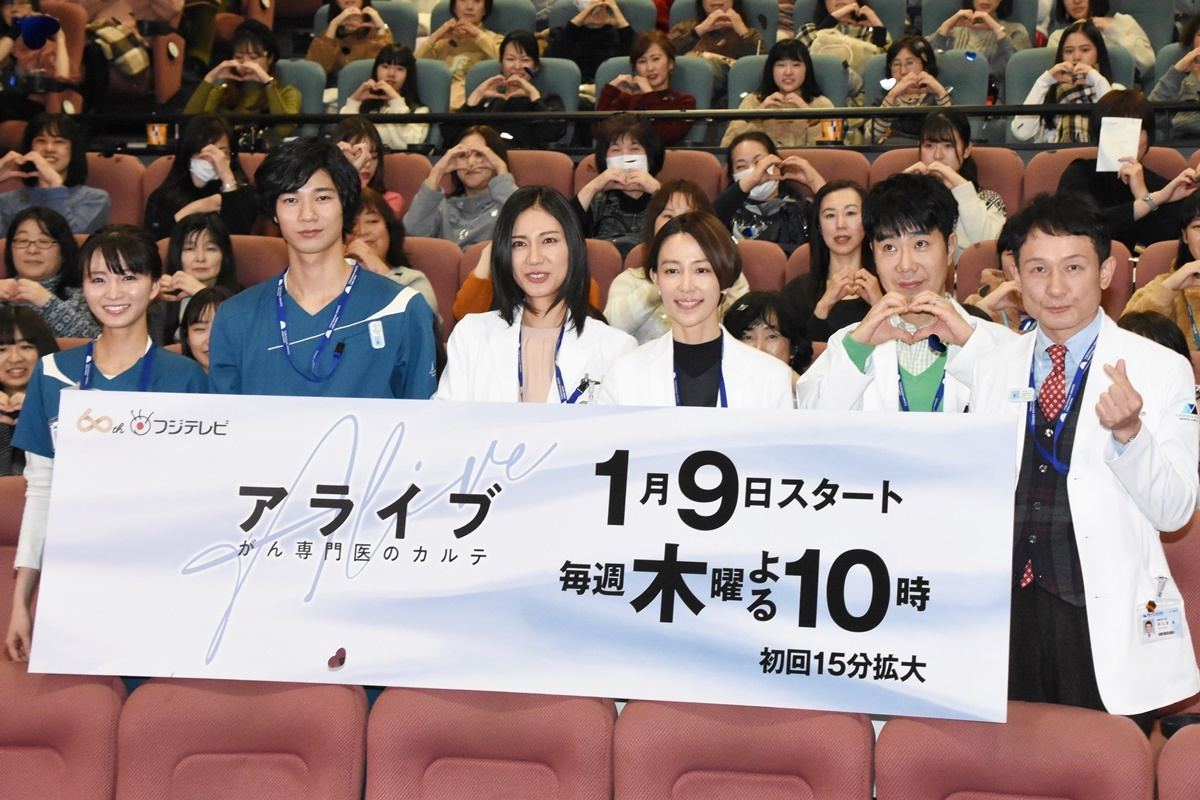 60th フジテレビ
Alive
アライブ
がん専門医のカルテ
1月9日スタート
毎週木曜よる10時
初回15分拡大